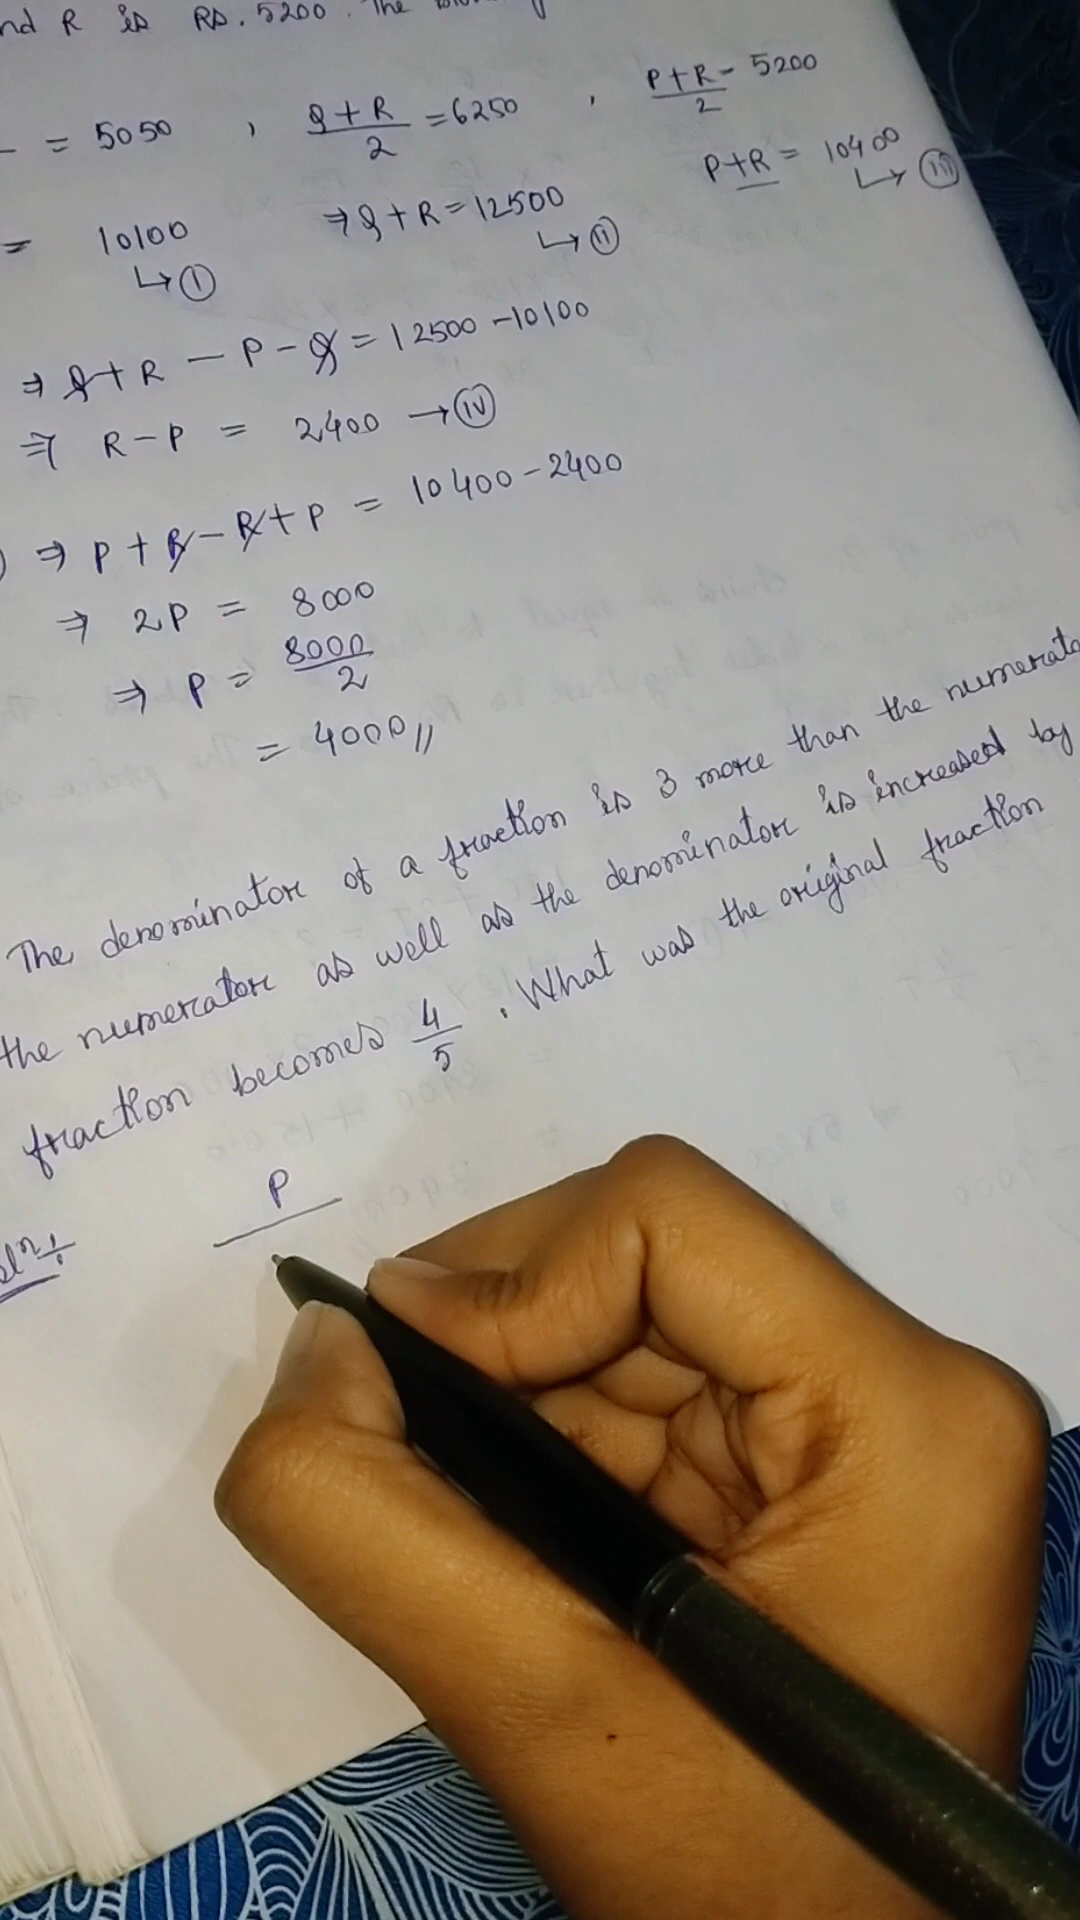 nd R is RS. 5200. The
= 5050 , Q+R/2 = 6250 , P+R/2 - 5200
P+R = 10400
↳ (III)
= 10100 ⇒ Q+R = 12500
↳ (I) ↳ (II)
⇒ Q+R - P - Q = 12500 - 10100
⇒ R - P = 2400 → (IV)
⇒ P + R - R + P = 10400 - 2400
⇒ 2P = 8000
⇒ P = 8000/2
= 4000 //
The denominator of a fraction is 3 more than the numerato
the numerator as well as the denominator is increased by
fraction becomes 4/5 . What was the original fraction
Soln: P